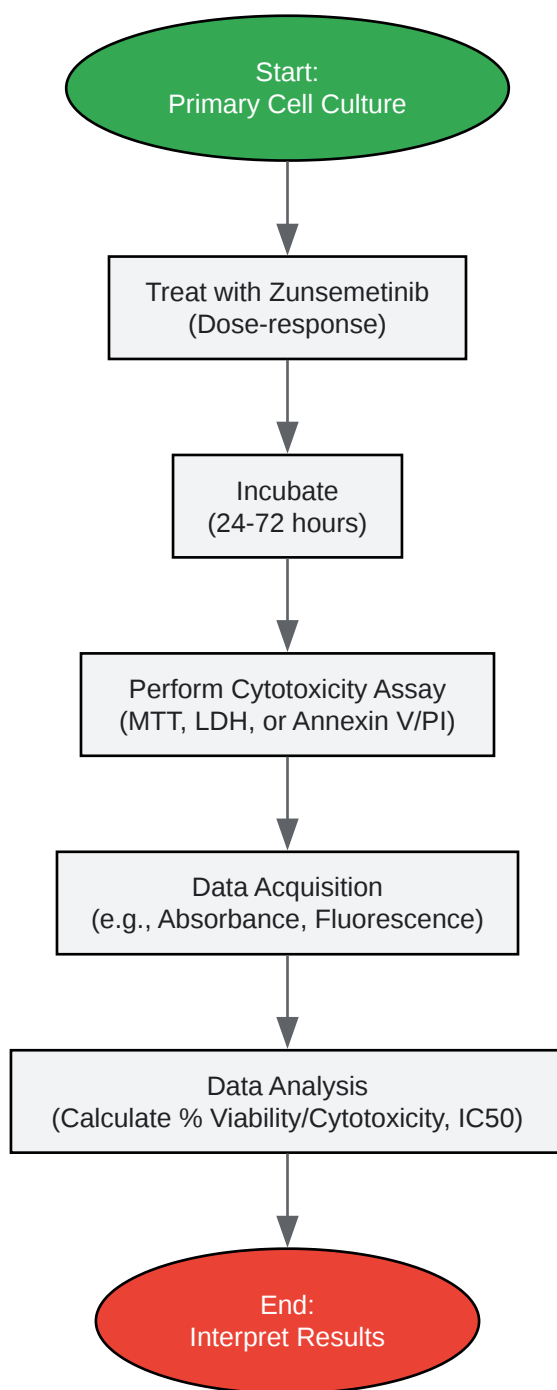 Start:
Primary Cell Culture
Treat with Zunsemetinib
(Dose-response)
Incubate
(24-72 hours)
Perform Cytotoxicity Assay
(MTT, LDH, or Annexin V/PI)
Data Acquisition
(e.g., Absorbance, Fluorescence)
Data Analysis
(Calculate % Viability/Cytotoxicity, IC50)
End:
Interpret Results